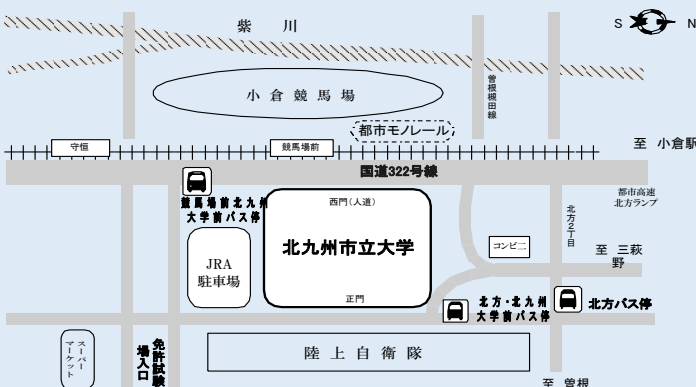 紫 川
S N
小倉競馬場
曽根槻田線
都市モノレール
至 小倉駅
守恒
競馬場前
国道322号線
都市高速
北方ランプ
競馬場前北九州
大学前バス停
西門(人道)
北方2丁目
北九州市立大学
コンビニ
至 三萩
野
JRA
駐車場
正門
北方・北九州
大学前バス停
北方バス停
スーパー
マーケット
免許試験
場入口
陸上自衛隊
至 曽根